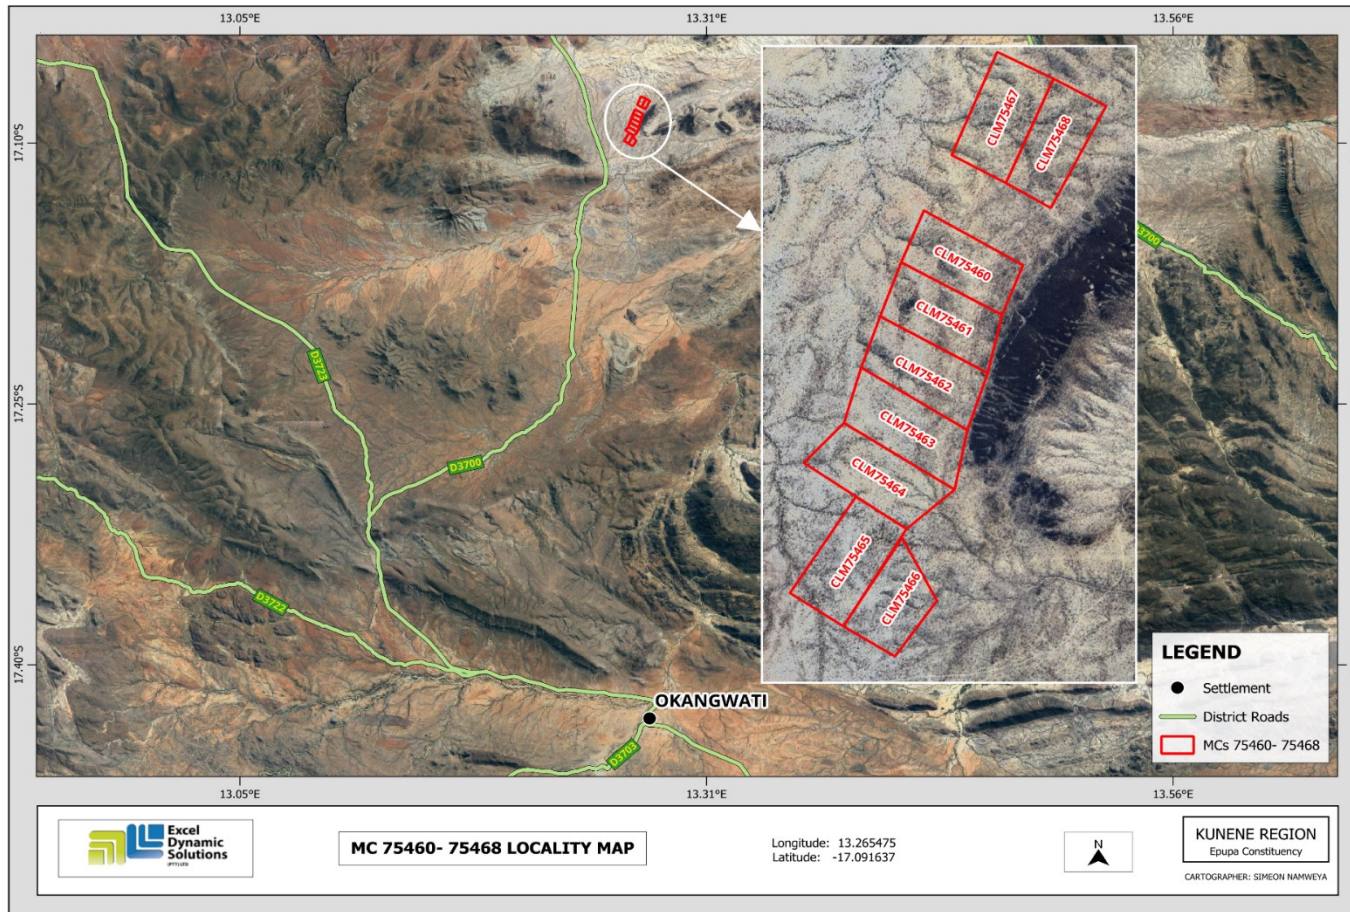 13.05°E
13.31°E
13.56°E
17.10°S
17.25°S
17.40°S
D3723
D3700
D3722
D3703
D3700
OKANGWATI
CLM75467
CLM75468
CLM75460
CLM75461
CLM75462
CLM75463
CLM75464
CLM75465
CLM75466
LEGEND
Settlement
District Roads
MCs 75460- 75468
13.05°E
13.31°E
13.56°E
Excel
Dynamic
Solutions
(PTY) LTD
MC 75460- 75468 LOCALITY MAP
Longitude: 13.265475
Latitude: -17.091637
N
KUNENE REGION
Epupa Constituency
CARTOGRAPHER: SIMEON NAMWEYA